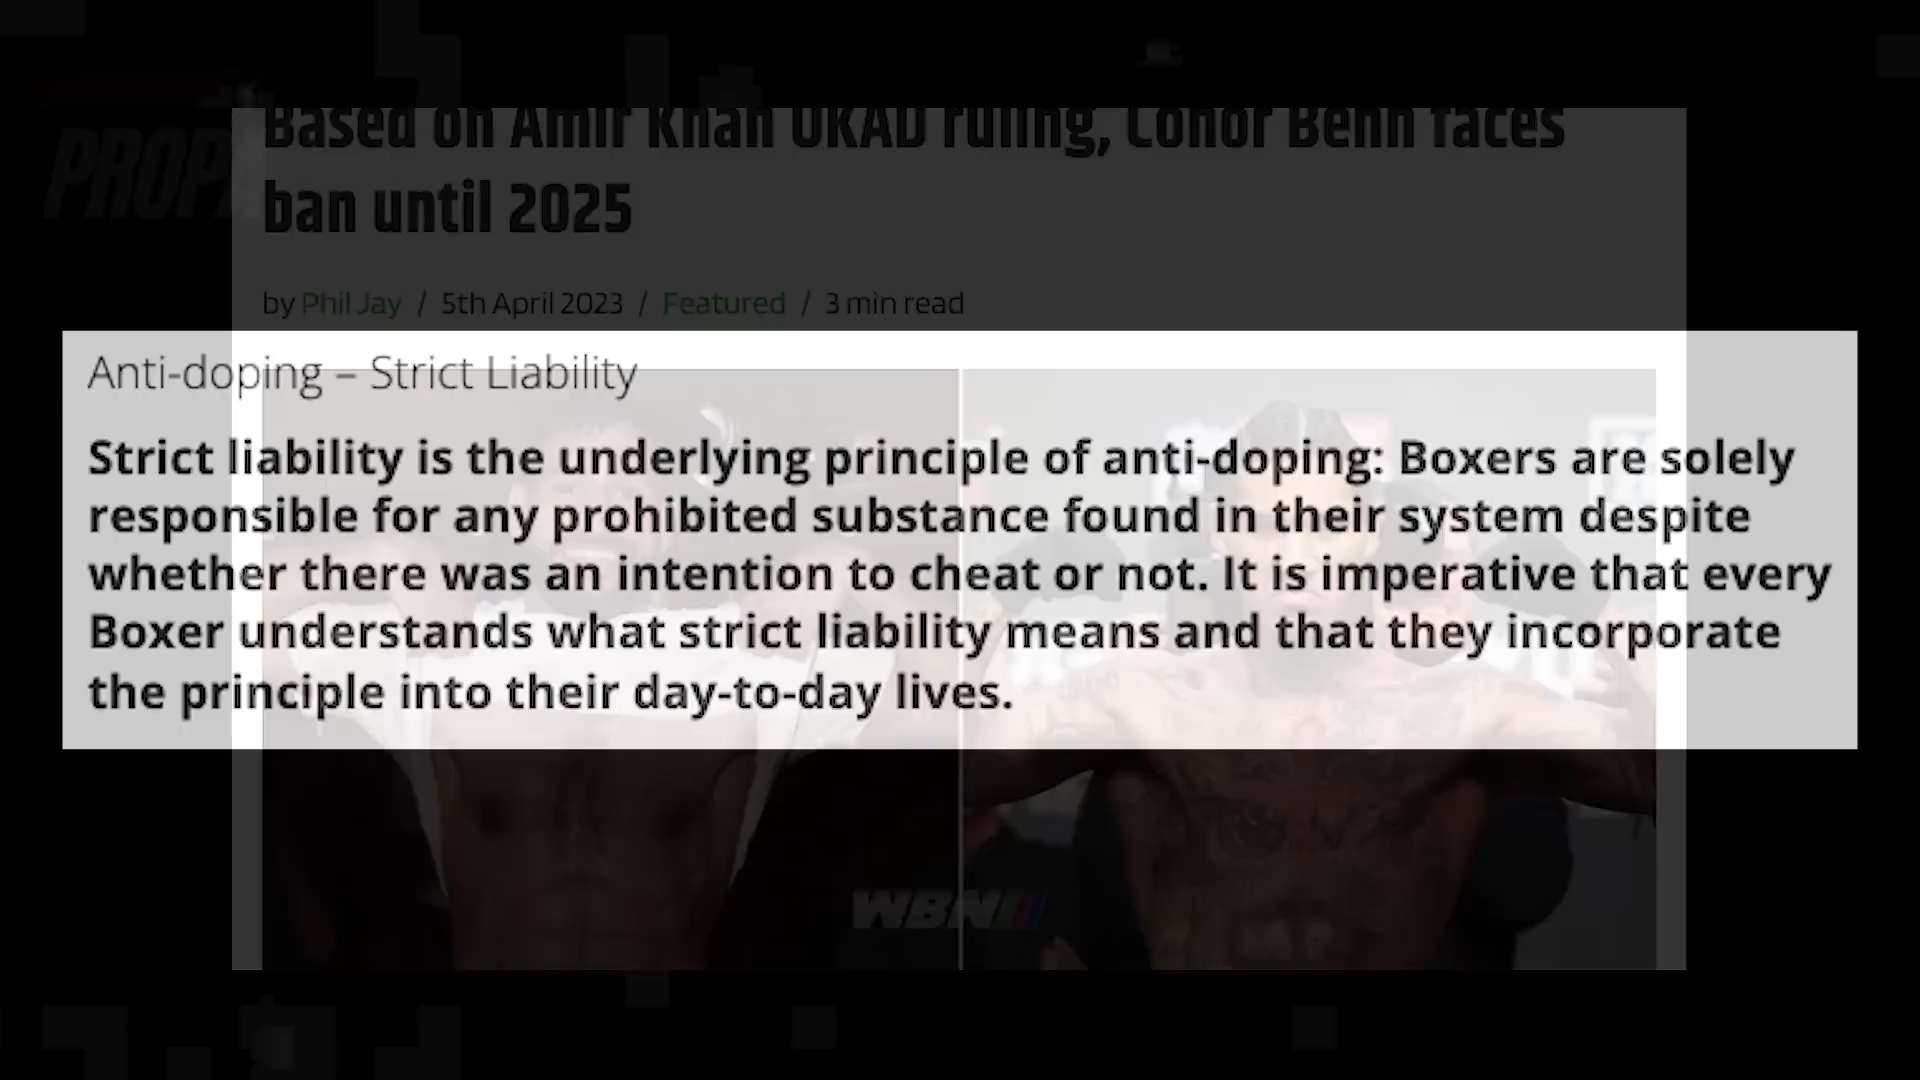 PROPA
Based on Amir Khan UKAD ruling, Conor Benn faces
ban until 2025
by Phil Jay / 5th April 2023 / Featured / 3 min read
Anti-doping – Strict Liability
Strict liability is the underlying principle of anti-doping: Boxers are solely
responsible for any prohibited substance found in their system despite
whether there was an intention to cheat or not. It is imperative that every
Boxer understands what strict liability means and that they incorporate
the principle into their day-to-day lives.
WBN